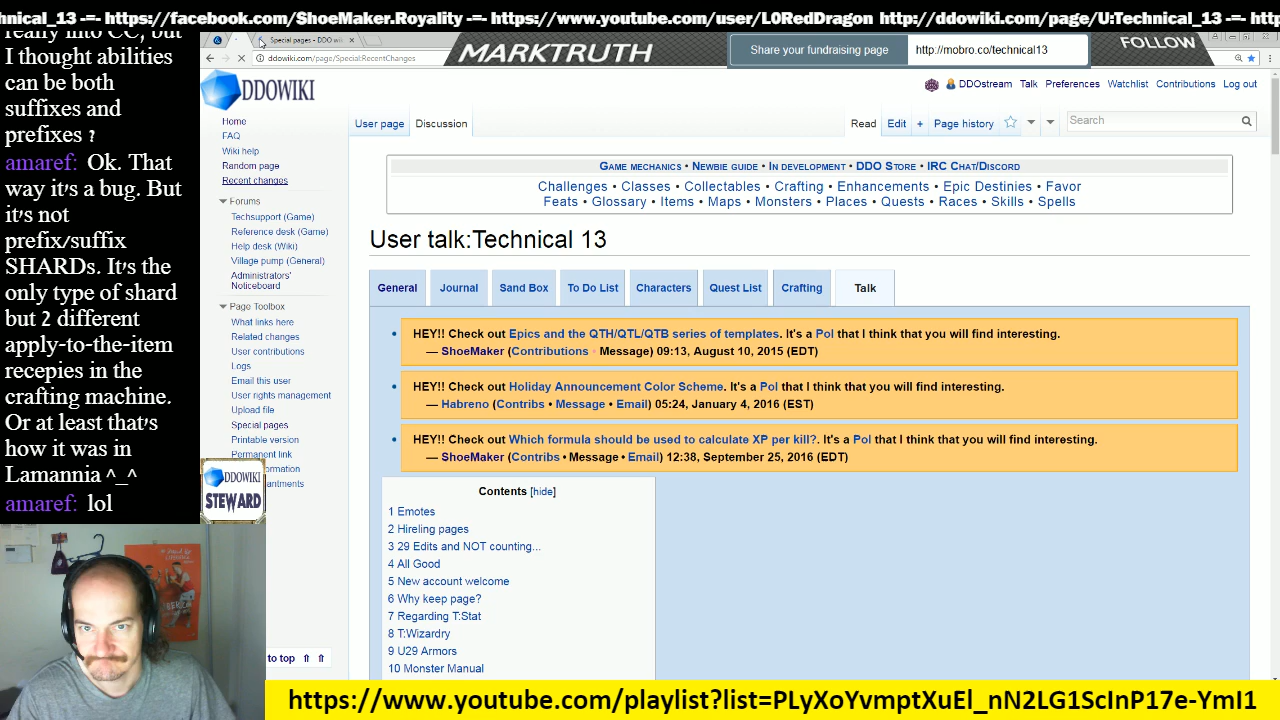 hnical_13 -=- https://facebook.com/ShoeMaker.Royality -=- https://www.youtube.com/user/L0RedDragon http://ddowiki.com/page/U:Technical_13 -=- http
really into CC, but
I thought abilities
can be both
suffixes and
prefixes ?
amaref: Ok. That
way it's a bug. But
it's not
prefix/suffix
SHARDs. It's the
only type of shard
but 2 different
apply-to-the-item
recepies in the
crafting machine.
Or at least that's
how it was in
Lamannia ^_^
amaref: lol
Special pages - DDO wiki
ddowiki.com/page/Special:RecentChanges
MARKTRUTH
Share your fundraising page
http://mobro.co/technical13
FOLLOW
DDOWIKI
DDOstream Talk Preferences Watchlist Contributions Log out
User page Discussion
Read Edit + Page history
Search
Home
FAQ
Wiki help
Random page
Recent changes
Forums
Techsupport (Game)
Reference desk (Game)
Help desk (Wiki)
Village pump (General)
Administrators'
Noticeboard
Page Toolbox
What links here
Related changes
User contributions
Logs
Email this user
User rights management
Upload file
Special pages
Printable version
Permanent link
DDOWIKI
STEWARD
to top
Game mechanics • Newbie guide • In development • DDO Store • IRC Chat/Discord
Challenges • Classes • Collectables • Crafting • Enhancements • Epic Destinies • Favor
Feats • Glossary • Items • Maps • Monsters • Places • Quests • Races • Skills • Spells
User talk:Technical 13
General Journal Sand Box To Do List Characters Quest List Crafting Talk
HEY!! Check out Epics and the QTH/QTL/QTB series of templates. It's a Pol that I think that you will find interesting.
— ShoeMaker (Contributions • Message) 09:13, August 10, 2015 (EDT)
HEY!! Check out Holiday Announcement Color Scheme. It's a Pol that I think that you will find interesting.
— Habreno (Contribs • Message • Email) 05:24, January 4, 2016 (EST)
HEY!! Check out Which formula should be used to calculate XP per kill?. It's a Pol that I think that you will find interesting.
— ShoeMaker (Contribs • Message • Email) 12:38, September 25, 2016 (EDT)
Contents [hide]
1 Emotes
2 Hireling pages
3 29 Edits and NOT counting...
4 All Good
5 New account welcome
6 Why keep page?
7 Regarding T:Stat
8 T:Wizardry
9 U29 Armors
10 Monster Manual
https://www.youtube.com/playlist?list=PLyXoYvmptXuEl_nN2LG1ScInP17e-YmI1